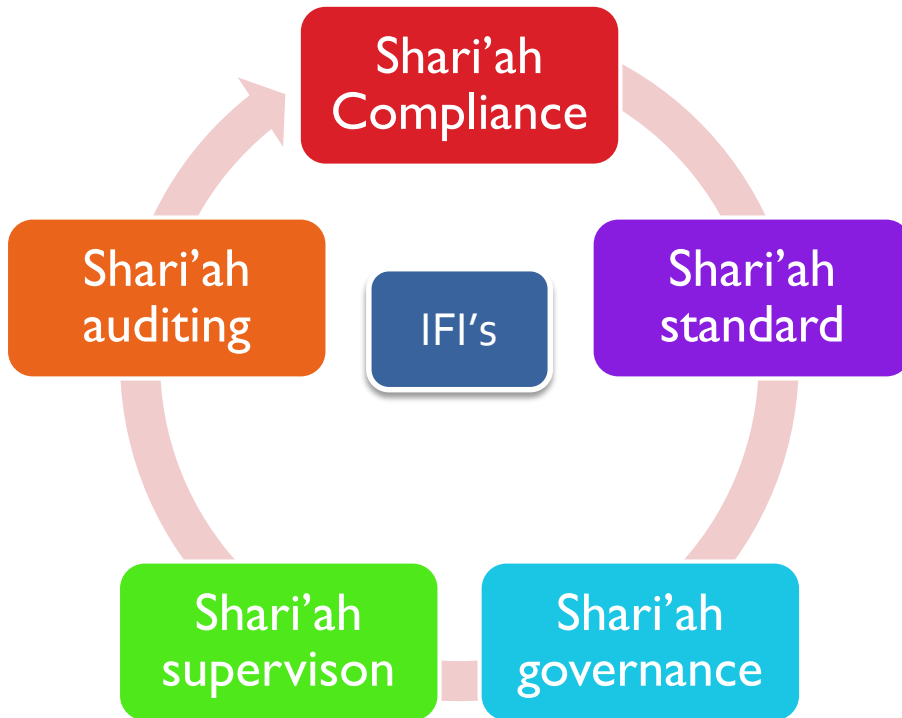 Shari’ah
Compliance
Shari’ah
standard
Shari’ah
governance
Shari’ah
supervison
Shari’ah
auditing
IFI’s